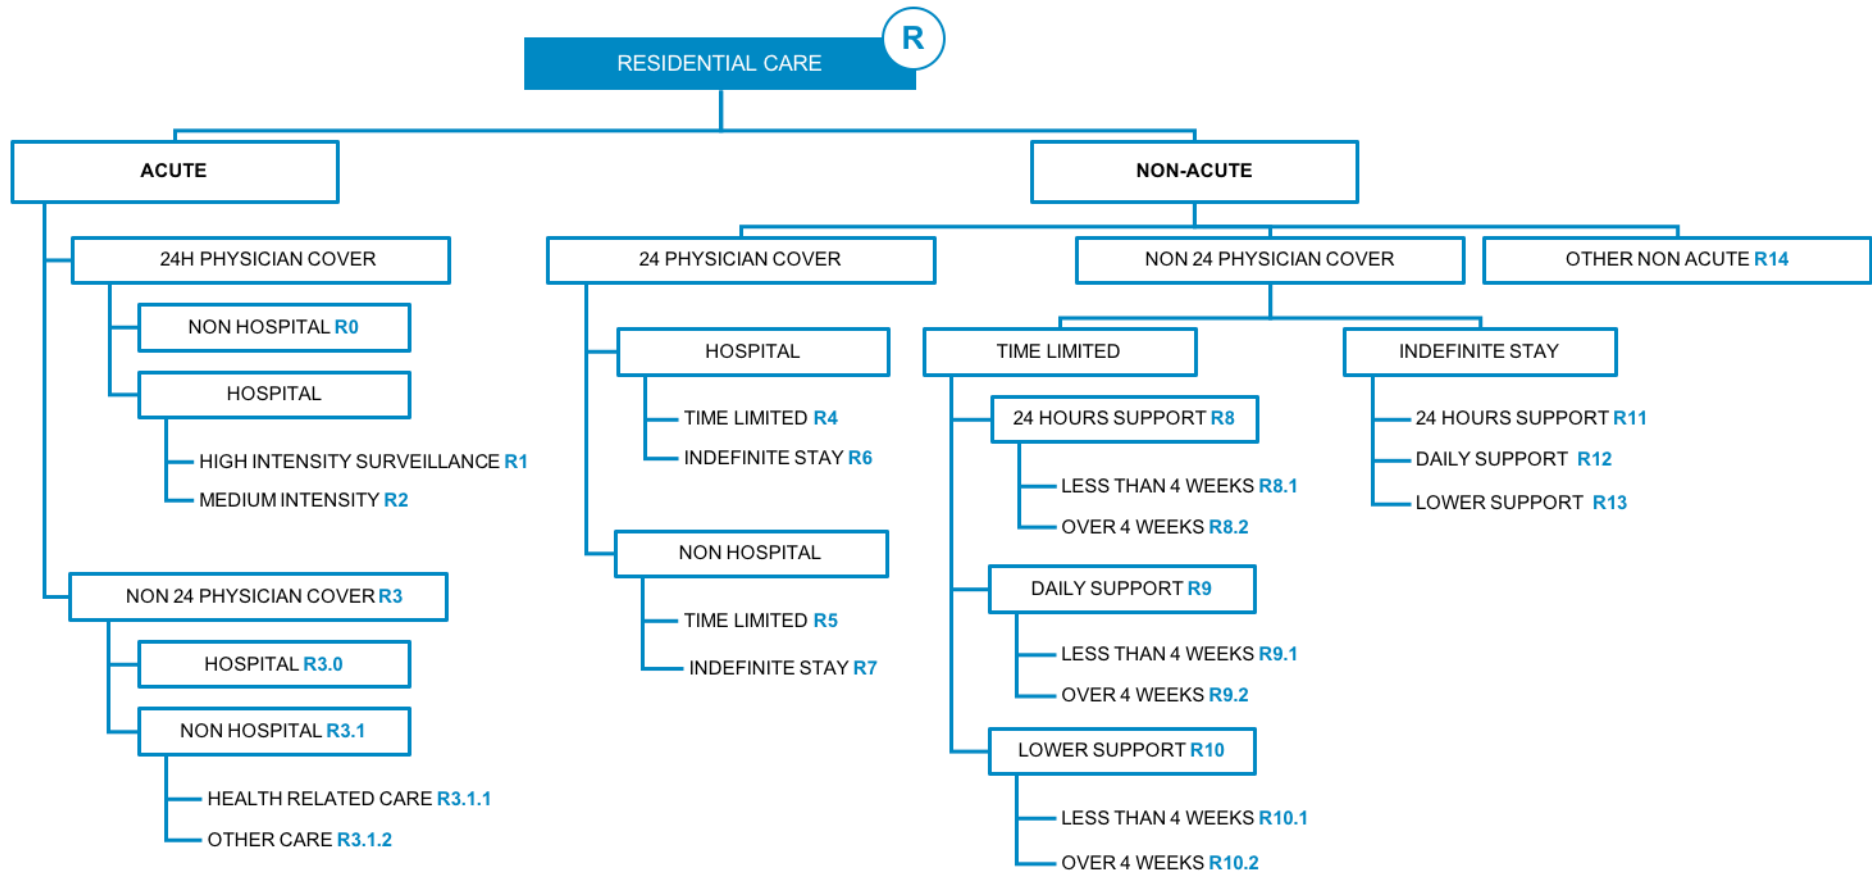 R
RESIDENTIAL CARE
ACUTE
24H PHYSICIAN COVER
NON HOSPITAL R0
HOSPITAL
HIGH INTENSITY SURVEILLANCE R1
MEDIUM INTENSITY R2
NON 24 PHYSICIAN COVER R3
HOSPITAL R3.0
NON HOSPITAL R3.1
HEALTH RELATED CARE R3.1.1
OTHER CARE R3.1.2
NON-ACUTE
24 PHYSICIAN COVER
HOSPITAL
TIME LIMITED R4
INDEFINITE STAY R6
NON HOSPITAL
TIME LIMITED R5
INDEFINITE STAY R7
NON 24 PHYSICIAN COVER
TIME LIMITED
24 HOURS SUPPORT R8
LESS THAN 4 WEEKS R8.1
OVER 4 WEEKS R8.2
DAILY SUPPORT R9
LESS THAN 4 WEEKS R9.1
OVER 4 WEEKS R9.2
LOWER SUPPORT R10
LESS THAN 4 WEEKS R10.1
OVER 4 WEEKS R10.2
INDEFINITE STAY
24 HOURS SUPPORT R11
DAILY SUPPORT R12
LOWER SUPPORT R13
OTHER NON ACUTE R14